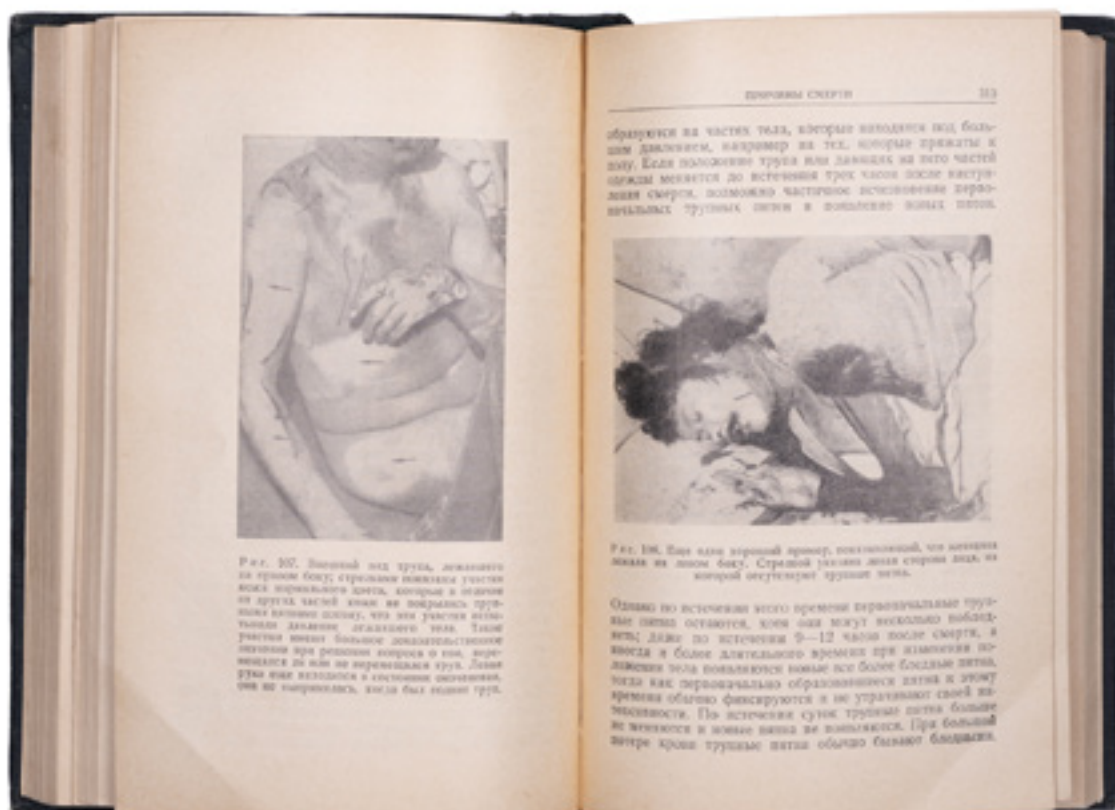 Рис. 107. Внешний вид трупа, лежавшего
на правом боку; стрелками показаны участки
кожи нормального цвета, которые в отличие
от других частей кожи не покрылись труп-
ными пятнами потому, что эти участки испы-
тывали давление лежавшего тела. Такие
участки имеют большое доказательственное
значение при решении вопроса о том, пере-
мещался ли или не перемещался труп. Левая
рука еще находится в состоянии окоченения,
она не выпрямилась, когда был поднят труп.
ПРИЧИНЫ СМЕРТИ 313
образуются на частях тела, которые находятся под боль-
шим давлением, например на тех, которые прижаты к
полу. Если положение трупа или давящих на него частей
одежды меняется до истечения трех часов после наступ-
ления смерти, возможно частичное исчезновение перво-
начальных трупных пятен и появление новых пятен.
Рис. 108. Еще один хороший пример, показывающий, что женщина
лежала на левом боку. Стрелкой указана левая сторона лица, на
которой отсутствуют трупные пятна.
Однако по истечении этого времени первоначальные труп-
ные пятна остаются, хотя они могут несколько поблед-
неть; даже по истечении 9—12 часов после смерти, а
иногда и более длительного времени при изменении по-
ложения тела появляются новые все более бледные пятна,
тогда как первоначально образовавшиеся пятна к этому
времени обычно фиксируются и не утрачивают своей ин-
тенсивности. По истечении суток трупные пятна больше
не меняются и новые пятна не появляются. При большой
потере крови трупные пятна обычно бывают бледными.